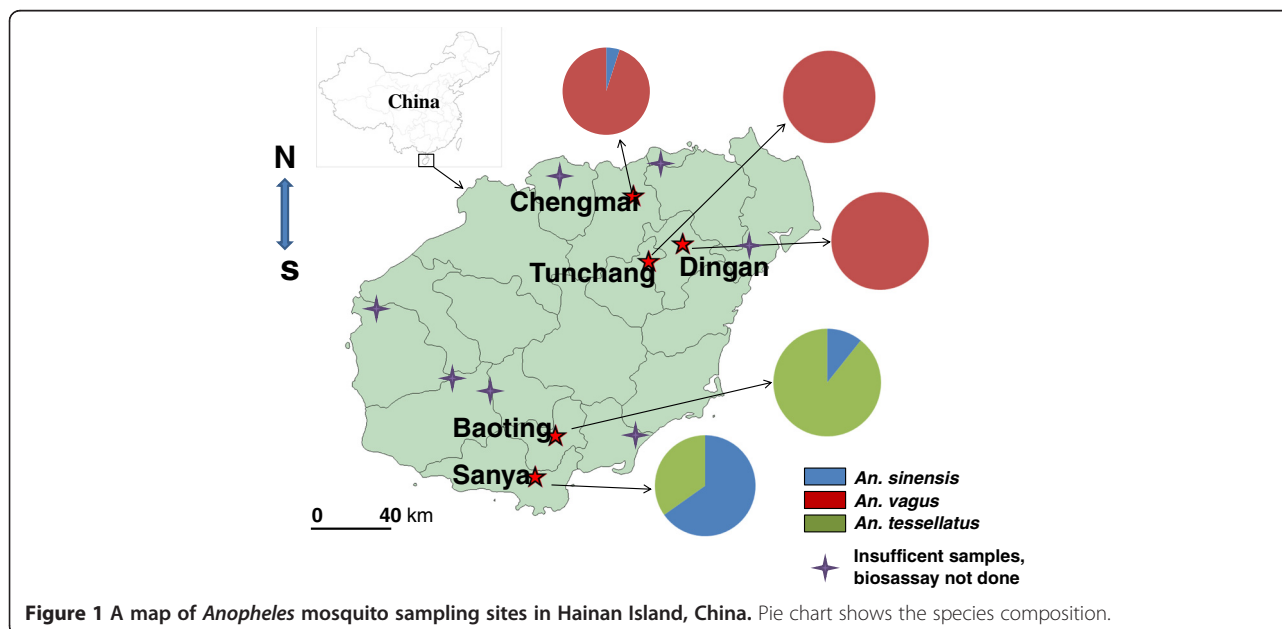 China
N
S
Chengmai
Tunchang
Dingan
Baoting
Sanya
0 40 km
An. sinensis
An. vagus
An. tessellatus
Insufficent samples,
biosassay not done
Figure 1 A map of Anopheles mosquito sampling sites in Hainan Island, China. Pie chart shows the species composition.